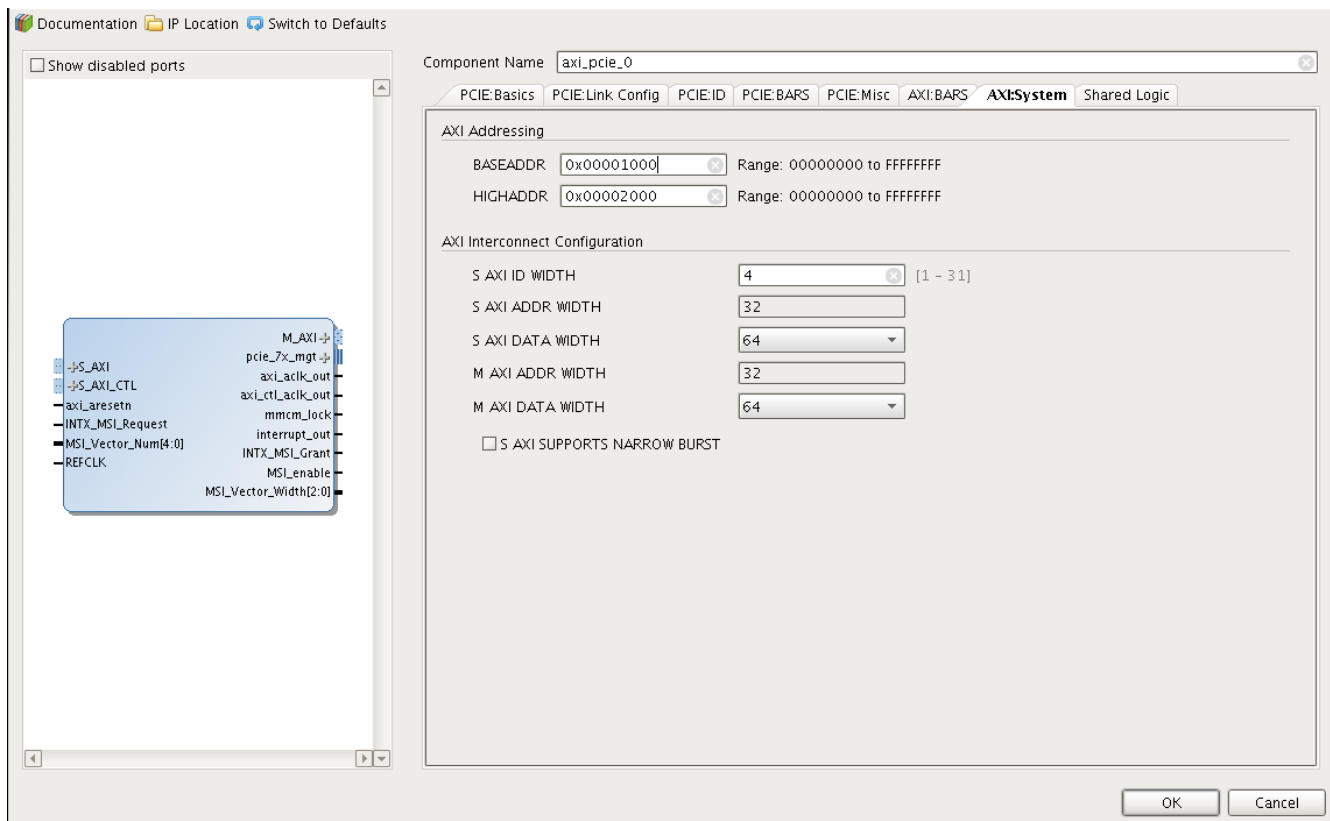 Documentation IP Location Switch to Defaults
Show disabled ports
M_AXI
pcie_7x_mgt
S_AXI
axi_aclk_out
S_AXI_CTL
axi_ctl_aclk_out
axi_aresetn
mmcm_lock
INTX_MSI_Request
interrupt_out
MSI_Vector_Num[4:0]
INTX_MSI_Grant
REFCLK
MSI_enable
MSI_Vector_Width[2:0]
Component Name axi_pcie_0
PCIE:Basics PCIE:Link Config PCIE:ID PCIE:BARS PCIE:Misc AXI:BARS AXI:System Shared Logic
AXI Addressing
BASEADDR 0x00001000 Range: 00000000 to FFFFFFFF
HIGHADDR 0x00002000 Range: 00000000 to FFFFFFFF
AXI Interconnect Configuration
S AXI ID WIDTH 4 [1 - 31]
S AXI ADDR WIDTH 32
S AXI DATA WIDTH 64
M AXI ADDR WIDTH 32
M AXI DATA WIDTH 64
S AXI SUPPORTS NARROW BURST
OK Cancel